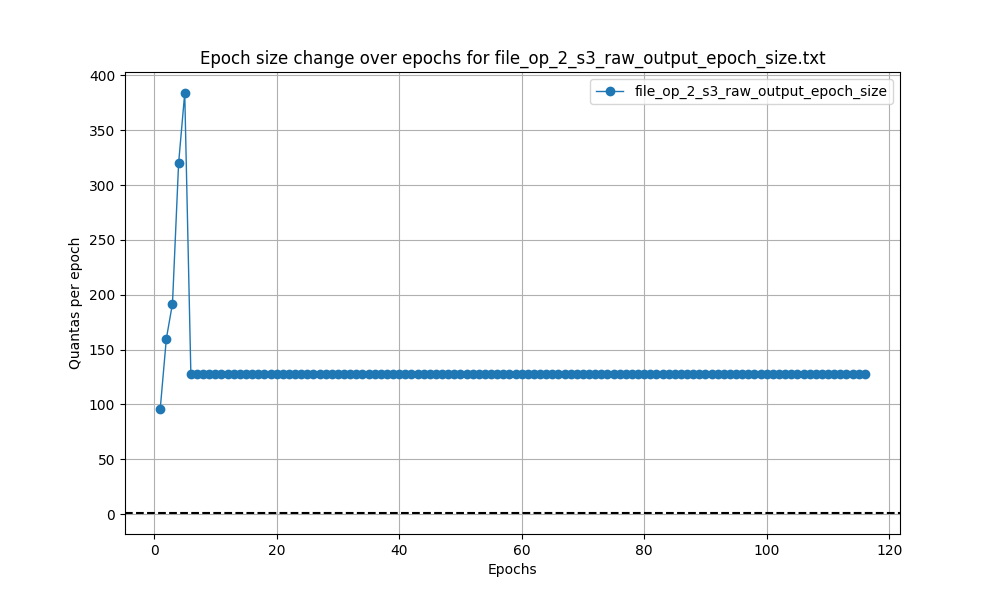 Epoch size change over epochs for file_op_2_s3_raw_output_epoch_size.txt
file_op_2_s3_raw_output_epoch_size
400
350
300
250
200
150
100
50
0
Quantas per epoch
0 20 40 60 80 100 120
Epochs